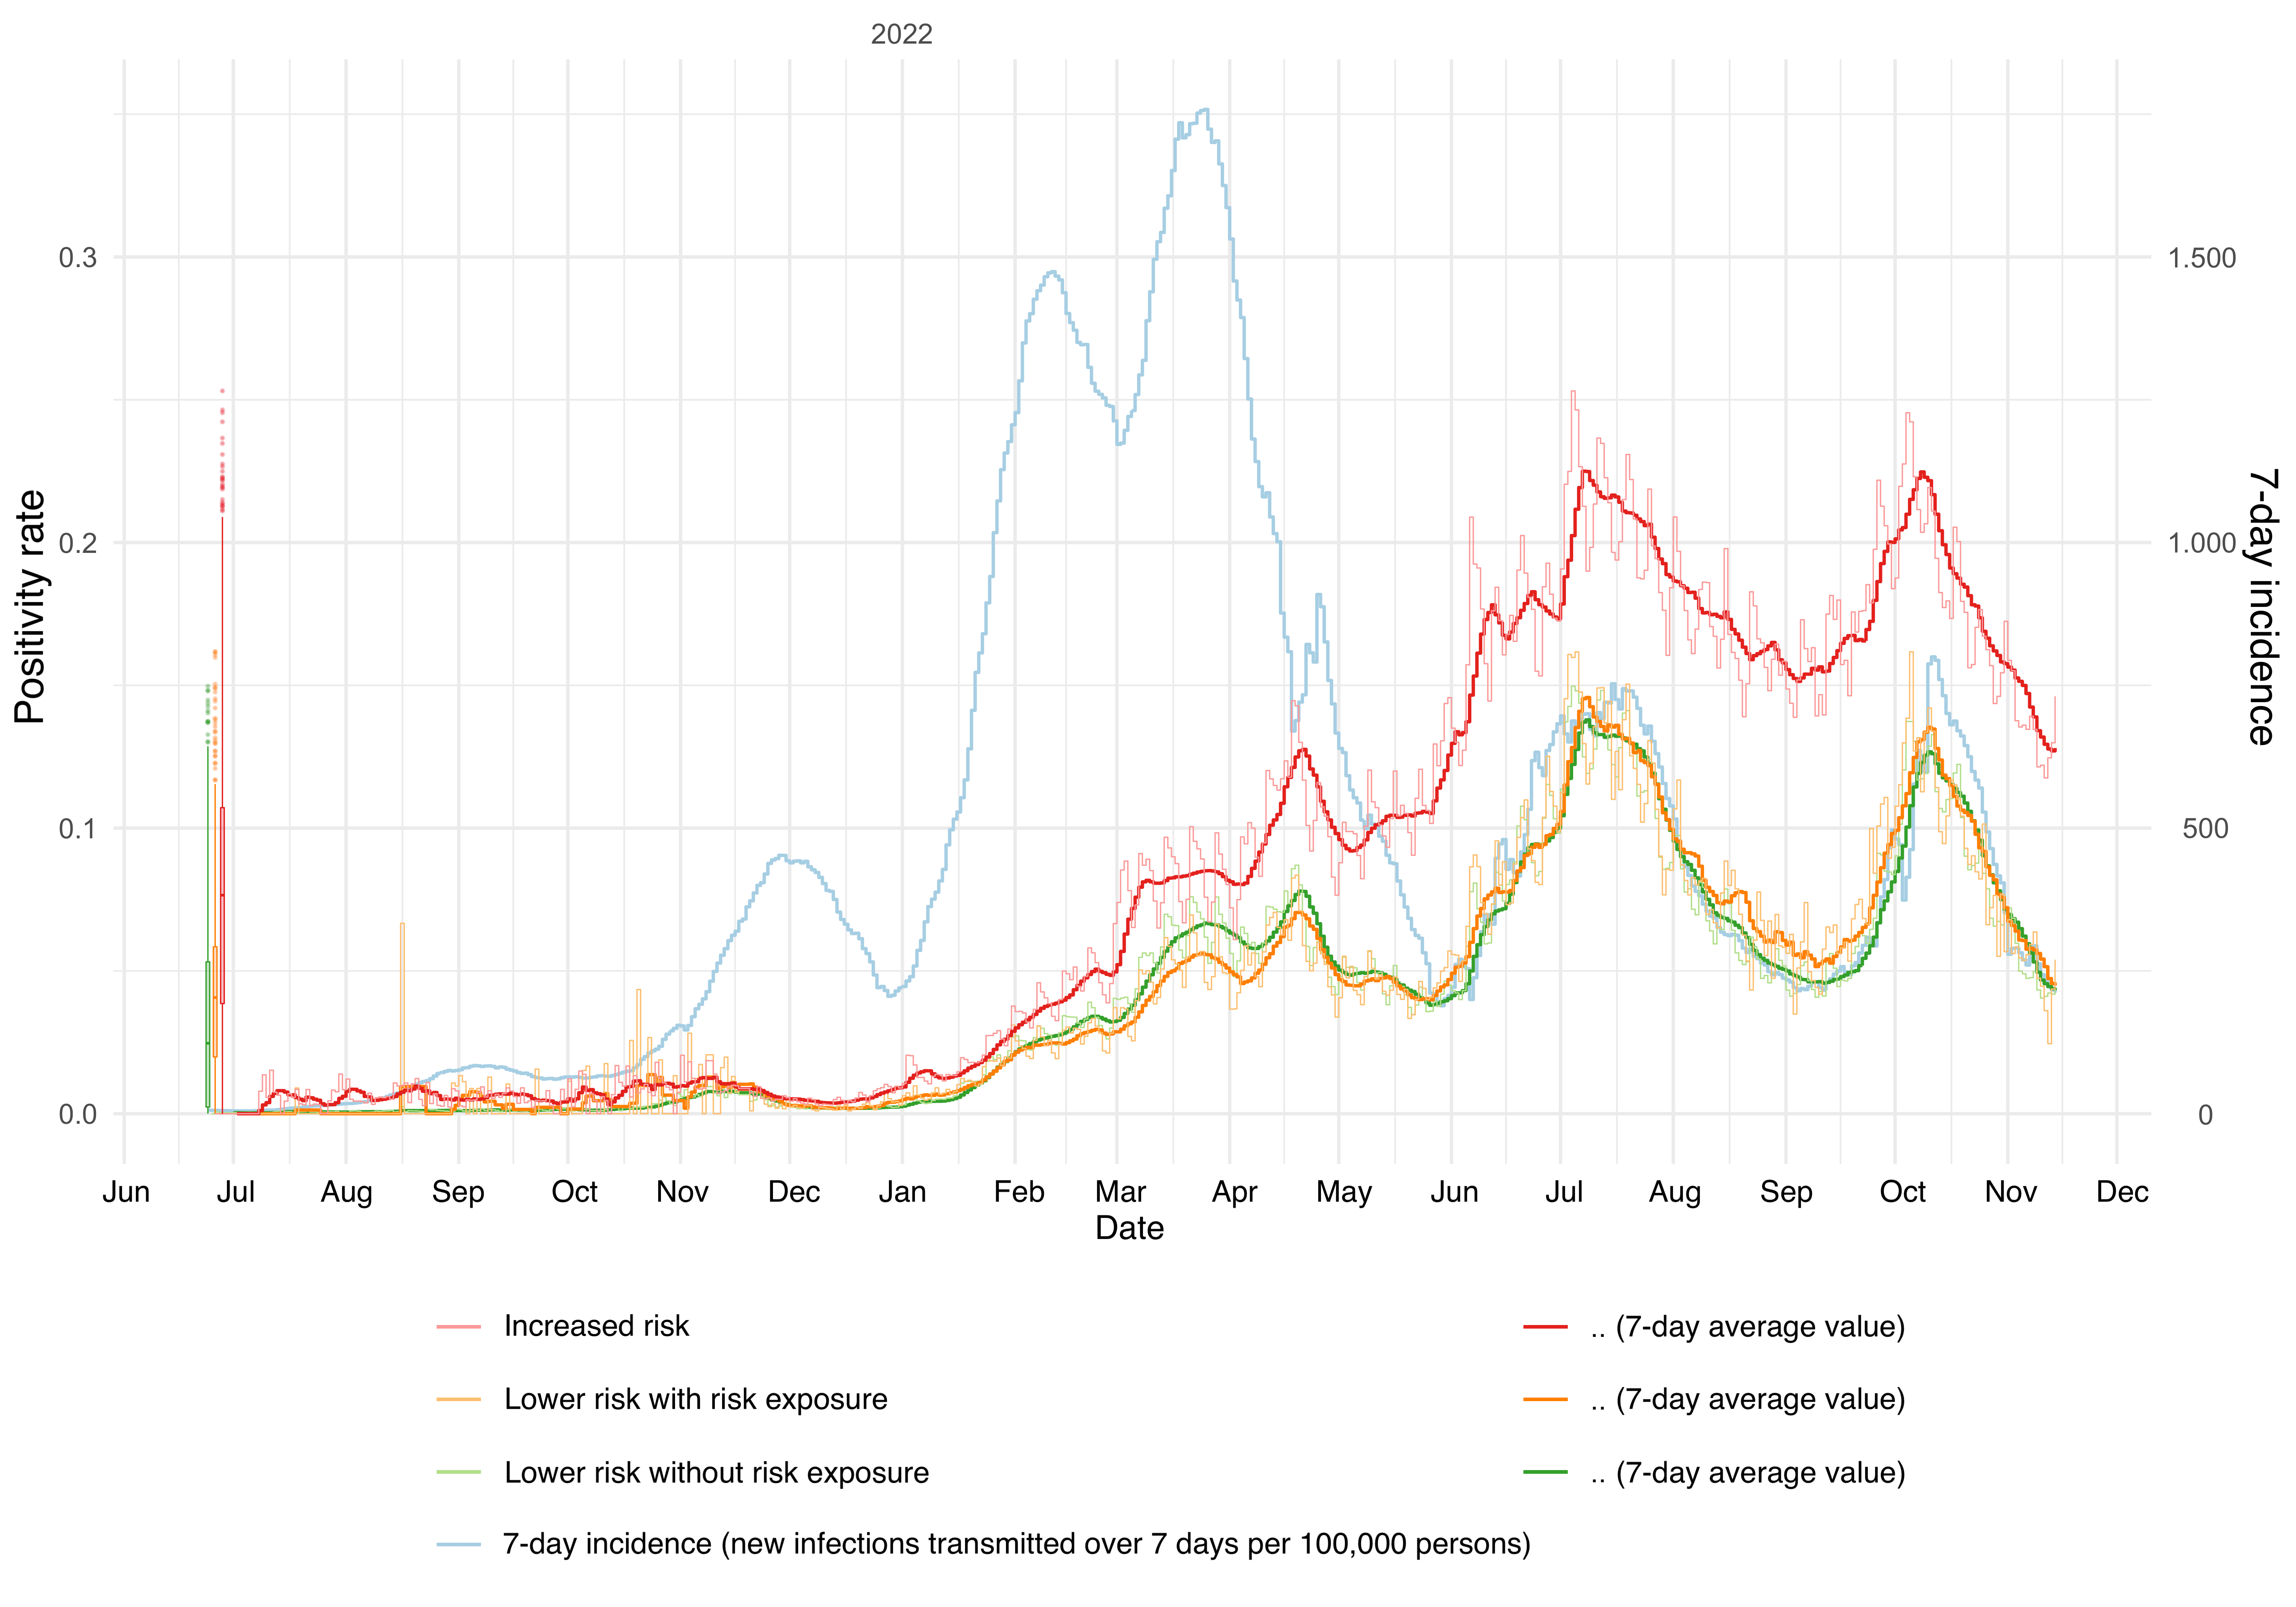 2022
Positivity rate
0.3
0.2
0.1
0.0
1.500
1.000
500
0
7-day incidence
Jun Jul Aug Sep Oct Nov Dec Jan Feb Mar Apr May Jun Jul Aug Sep Oct Nov Dec
Date
Increased risk .. (7-day average value)
Lower risk with risk exposure .. (7-day average value)
Lower risk without risk exposure .. (7-day average value)
7-day incidence (new infections transmitted over 7 days per 100,000 persons)